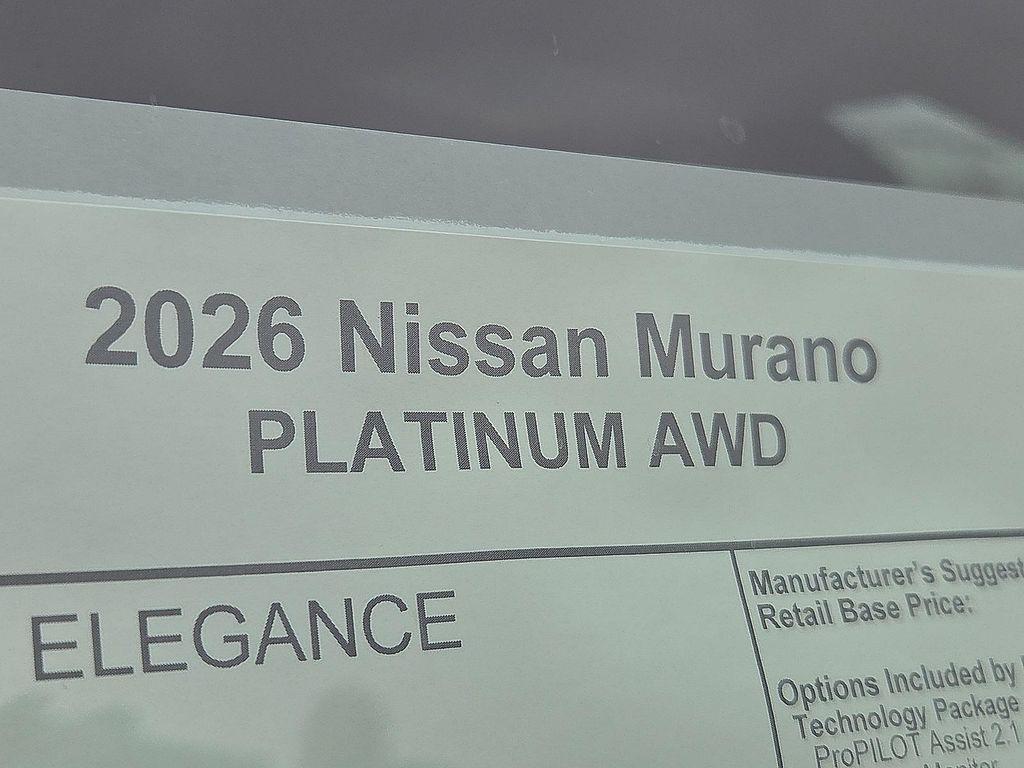 2026 Nissan Murano
PLATINUM AWD
ELEGANCE
Manufacturer's Suggest
Retail Base Price:
Options Included by
Technology Package
ProPILOT Assist 2.1
Monitor